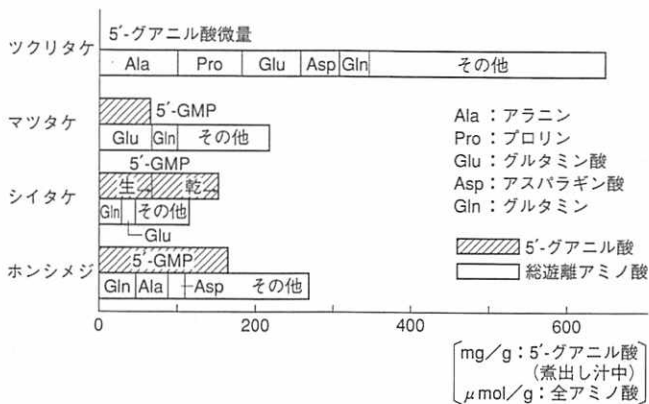 ツクリタケ
5´-グアニル酸微量
Ala Pro Glu Asp Gln その他
マツタケ
5´-GMP
Glu Gln その他
シイタケ
5´-GMP
生→ 乾→
Gln その他
Glu
ホンシメジ
5´-GMP
Gln Ala Asp その他
Ala:アラニン
Pro:プロリン
Glu:グルタミン酸
Asp:アスパラギン酸
Gln:グルタミン
5´-グアニル酸
総遊離アミノ酸
0 200 400 600
mg/g:5´-グアニル酸
(煮出し汁中)
μmol/g:全アミノ酸